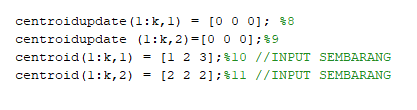 centroidupdate(1:k,1) = [0 0 0]; %8
centroidupdate (1:k,2)=[0 0 0];%9
centroid(1:k,1) = [1 2 3];%10 //INPUT SEMBARANG
centroid(1:k,2) = [2 2 2];%11 //INPUT SEMBARANG